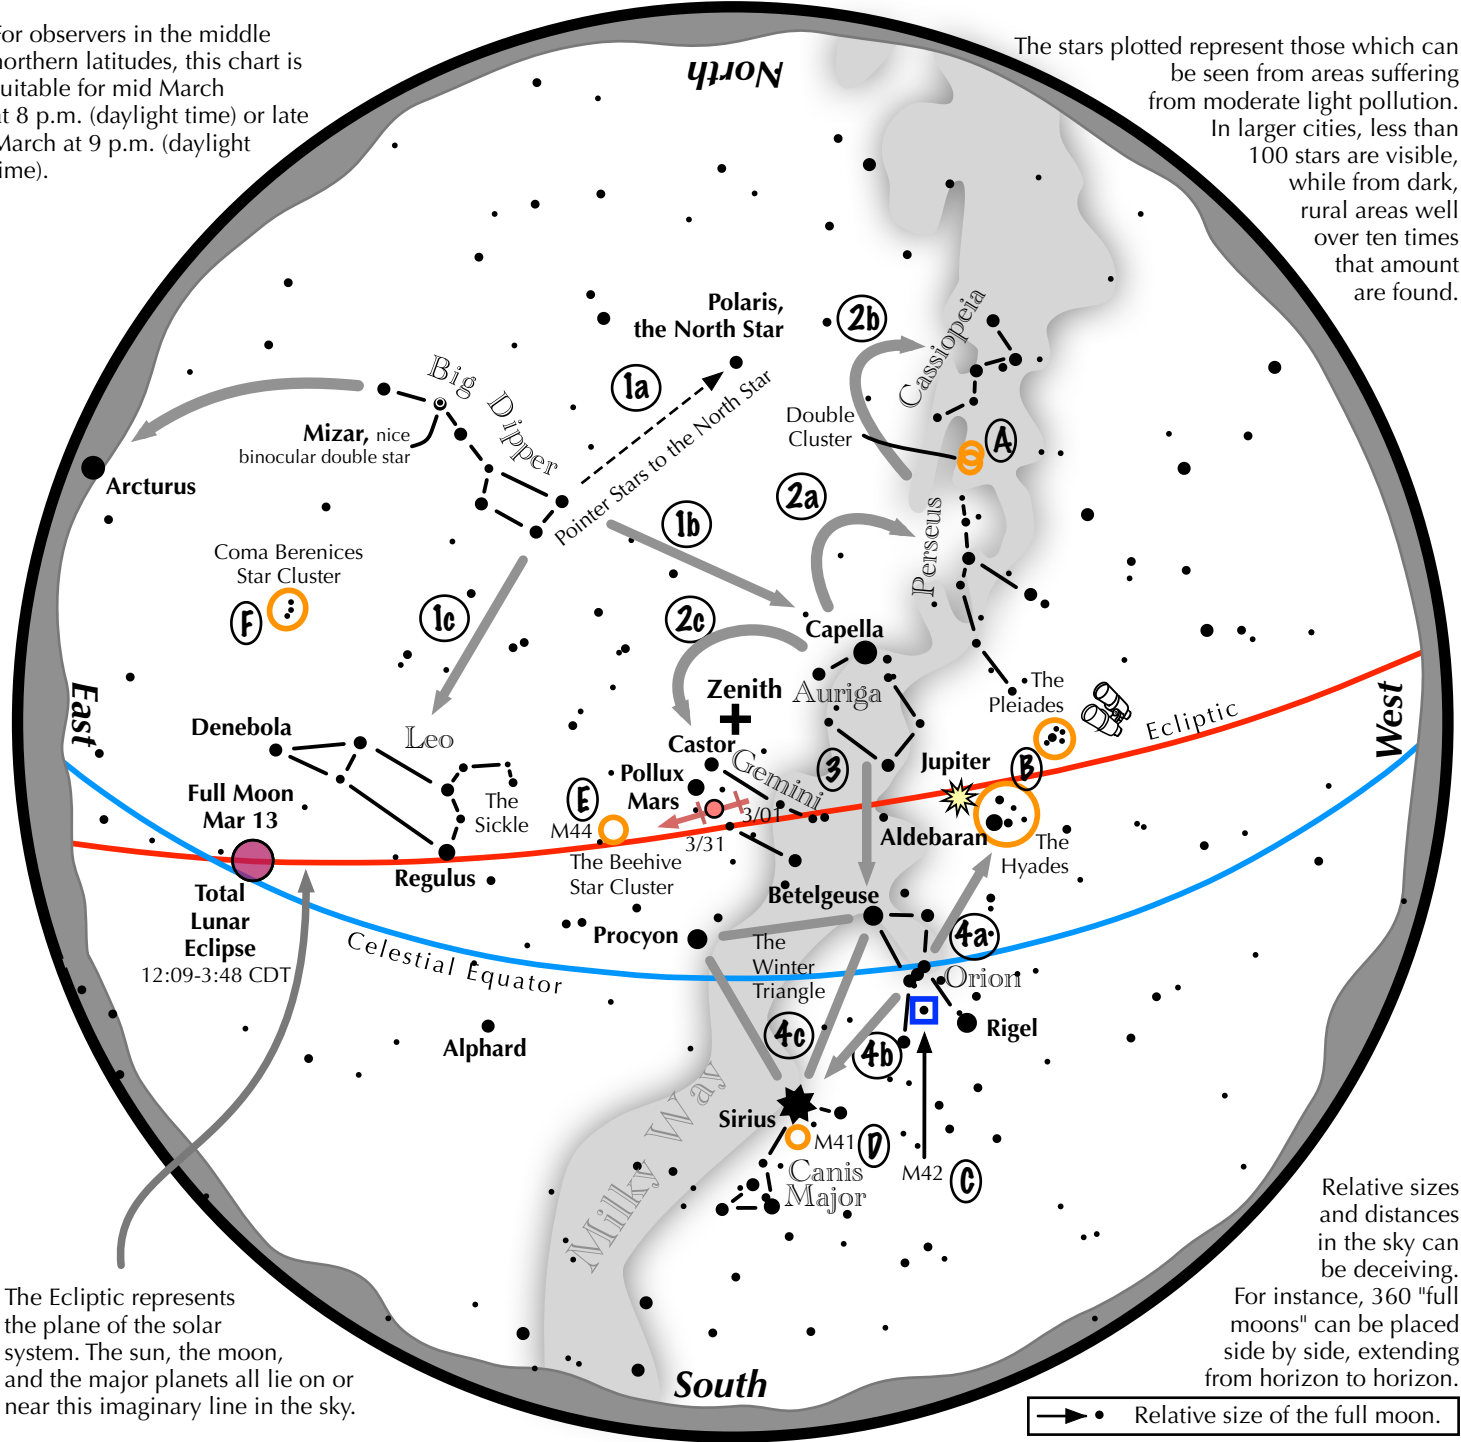 For observers in the middle
northern latitudes, this chart is
suitable for mid March
at 8 p.m. (daylight time) or late
March at 9 p.m. (daylight
time).
The stars plotted represent those which can
be seen from areas suffering
from moderate light pollution.
In larger cities, less than
100 stars are visible,
while from dark,
rural areas well
over ten times
that amount
are found.
North
Polaris,
the North Star
2b
Cassiopeia
Big Dipper
1a
Pointer Stars to the North Star
Double
Cluster
A
Mizar, nice
binocular double star
Arcturus
1b
2a
Perseus
Coma Berenices
Star Cluster
F
1c
2c
Capella
Auriga
Zenith
The
Pleiades
East
West
Ecliptic
Denebola
Leo
Castor
Gemini
3
Jupiter
B
Pollux
Mars
Full Moon
Mar 13
The
Sickle
E
M44
3/01
3/31
Aldebaran
The
Hyades
The Beehive
Star Cluster
Regulus
Total
Lunar
Eclipse
12:09-3:48 CDT
Betelgeuse
Procyon
The
Winter
Triangle
4a
Orion
Celestial Equator
Alphard
4c
4b
Rigel
Milky Way
Sirius
M41
D
M42
C
Canis
Major
South
The Ecliptic represents
the plane of the solar
system. The sun, the moon,
and the major planets all lie on or
near this imaginary line in the sky.
Relative sizes
and distances
in the sky can
be deceiving.
For instance, 360 "full
moons" can be placed
side by side, extending
from horizon to horizon.
Relative size of the full moon.